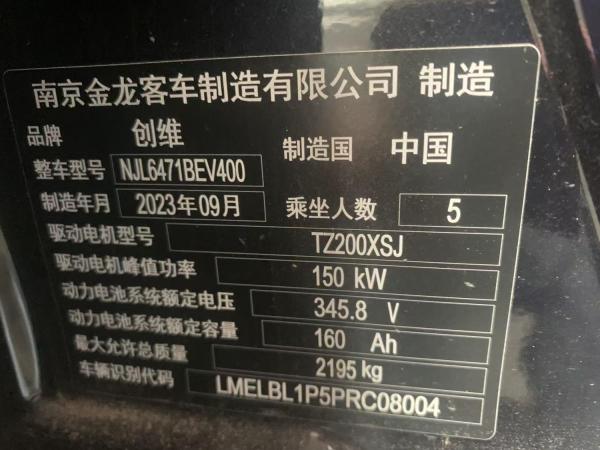 南京金龙客车制造有限公司 制造
品牌 创维 制造国 中国
整车型号 NJL6471BEV400
制造年月 2023年09月 乘坐人数 5
驱动电机型号 TZ200XSJ
驱动电机峰值功率 150 kW
动力电池系统额定电压 345.8 V
动力电池系统额定容量 160 Ah
最大允许总质量 2195 kg
车辆识别代码 LMELBL1P5PRC08004